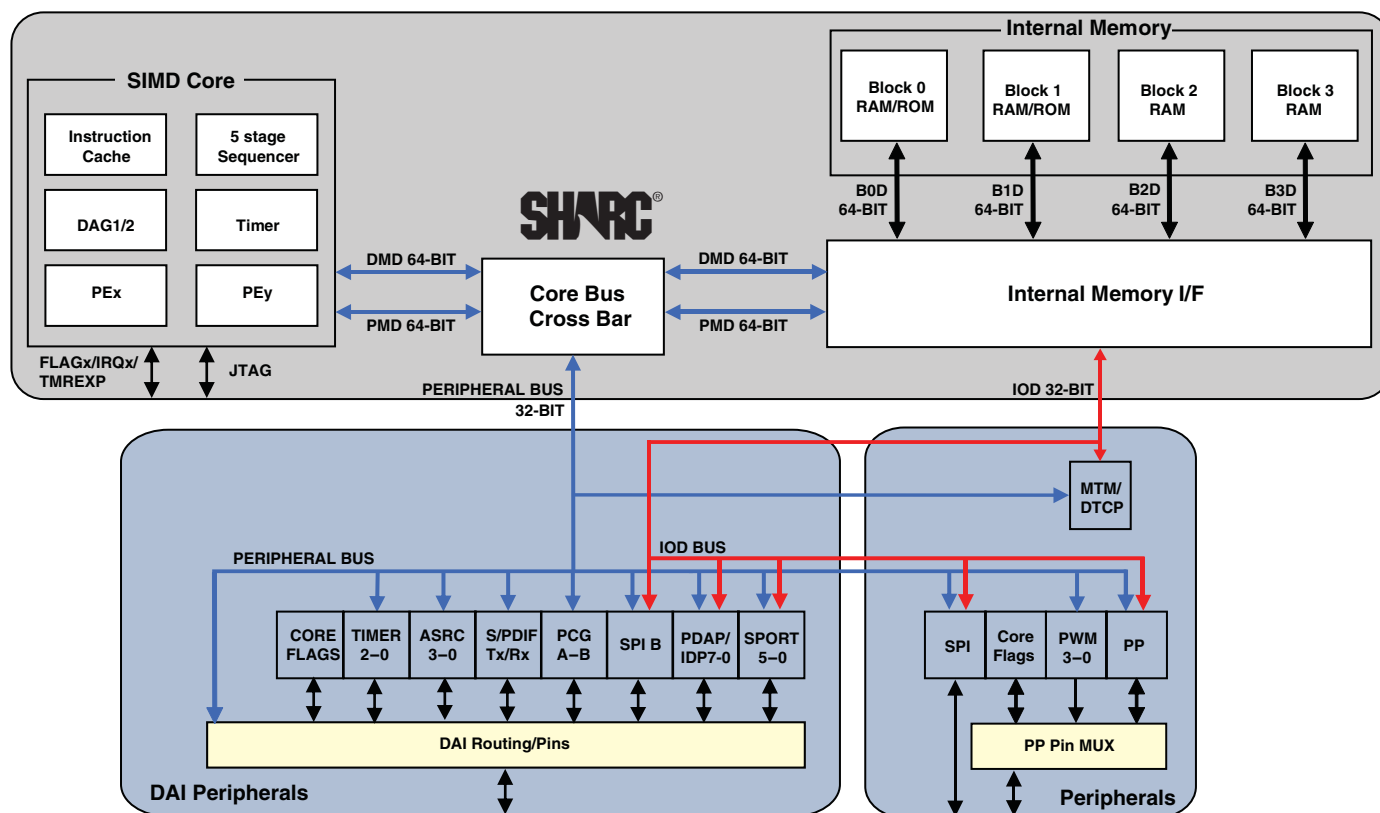 Internal Memory
SIMD Core
Block 0
RAM/ROM
Block 1
RAM/ROM
Block 2
RAM
Block 3
RAM
Instruction
Cache
5 stage
Sequencer
DAG1/2
Timer
PEx
PEy
B0D
64-BIT
B1D
64-BIT
B2D
64-BIT
B3D
64-BIT
SHARC®
DMD 64-BIT
PMD 64-BIT
Core Bus
Cross Bar
DMD 64-BIT
PMD 64-BIT
Internal Memory I/F
FLAGx/IRQx/
TMREXP
JTAG
PERIPHERAL BUS
32-BIT
IOD 32-BIT
MTM/
DTCP
PERIPHERAL BUS
IOD BUS
CORE
FLAGS
TIMER
2–0
ASRC
3–0
S/PDIF
Tx/Rx
PCG
A–B
SPI B
PDAP/
IDP7-0
SPORT
5–0
SPI
Core
Flags
PWM
3–0
PP
DAI Routing/Pins
PP Pin MUX
DAI Peripherals
Peripherals